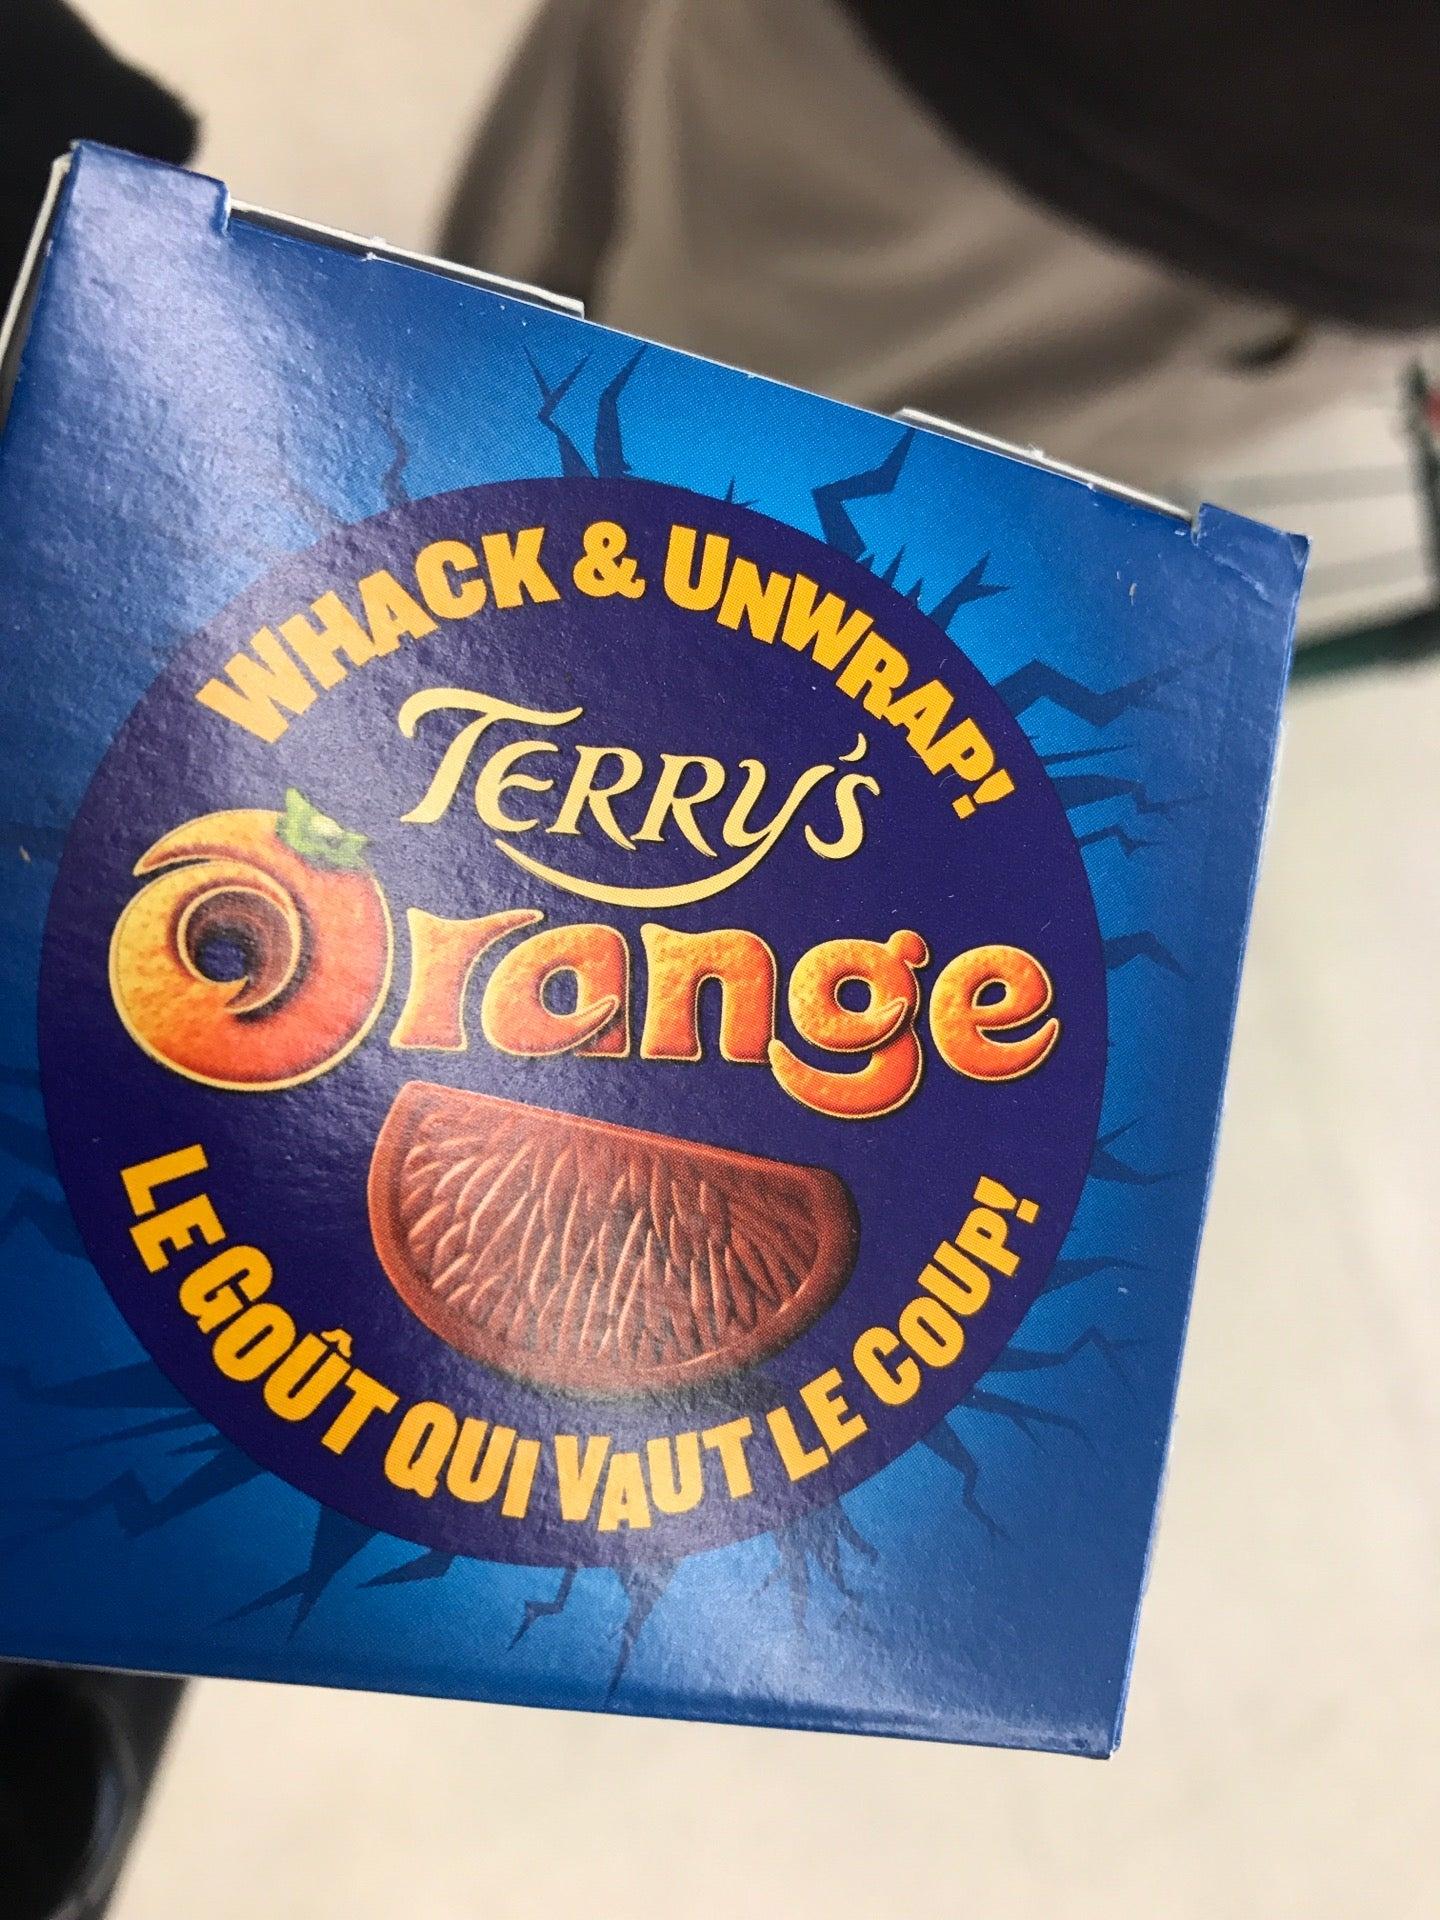 WHACK & UNWRAP!
TERRY'S
Orange
LE GOÛT QUI VAUT LE COUP!